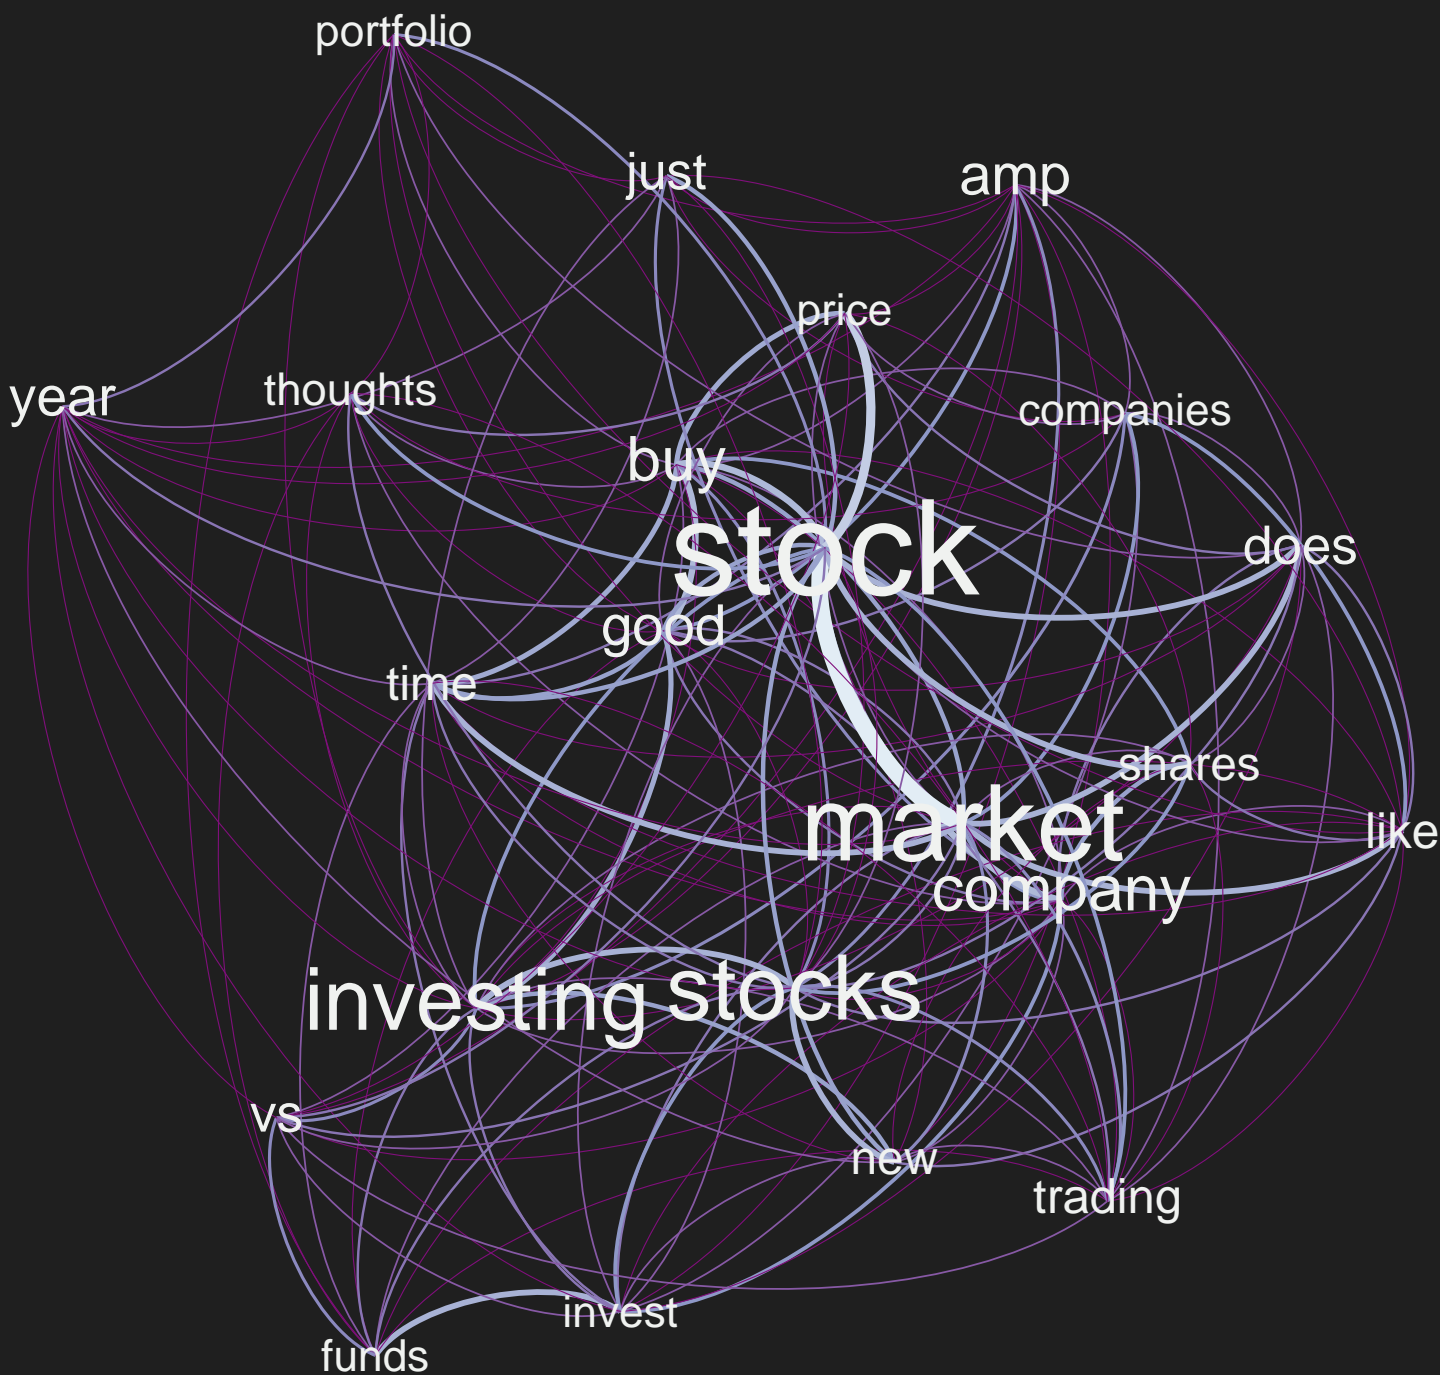 portfolio
just
amp
price
year
thoughts
companies
buy
stock
does
good
time
shares
market
like
company
investing
stocks
vs
new
trading
invest
funds